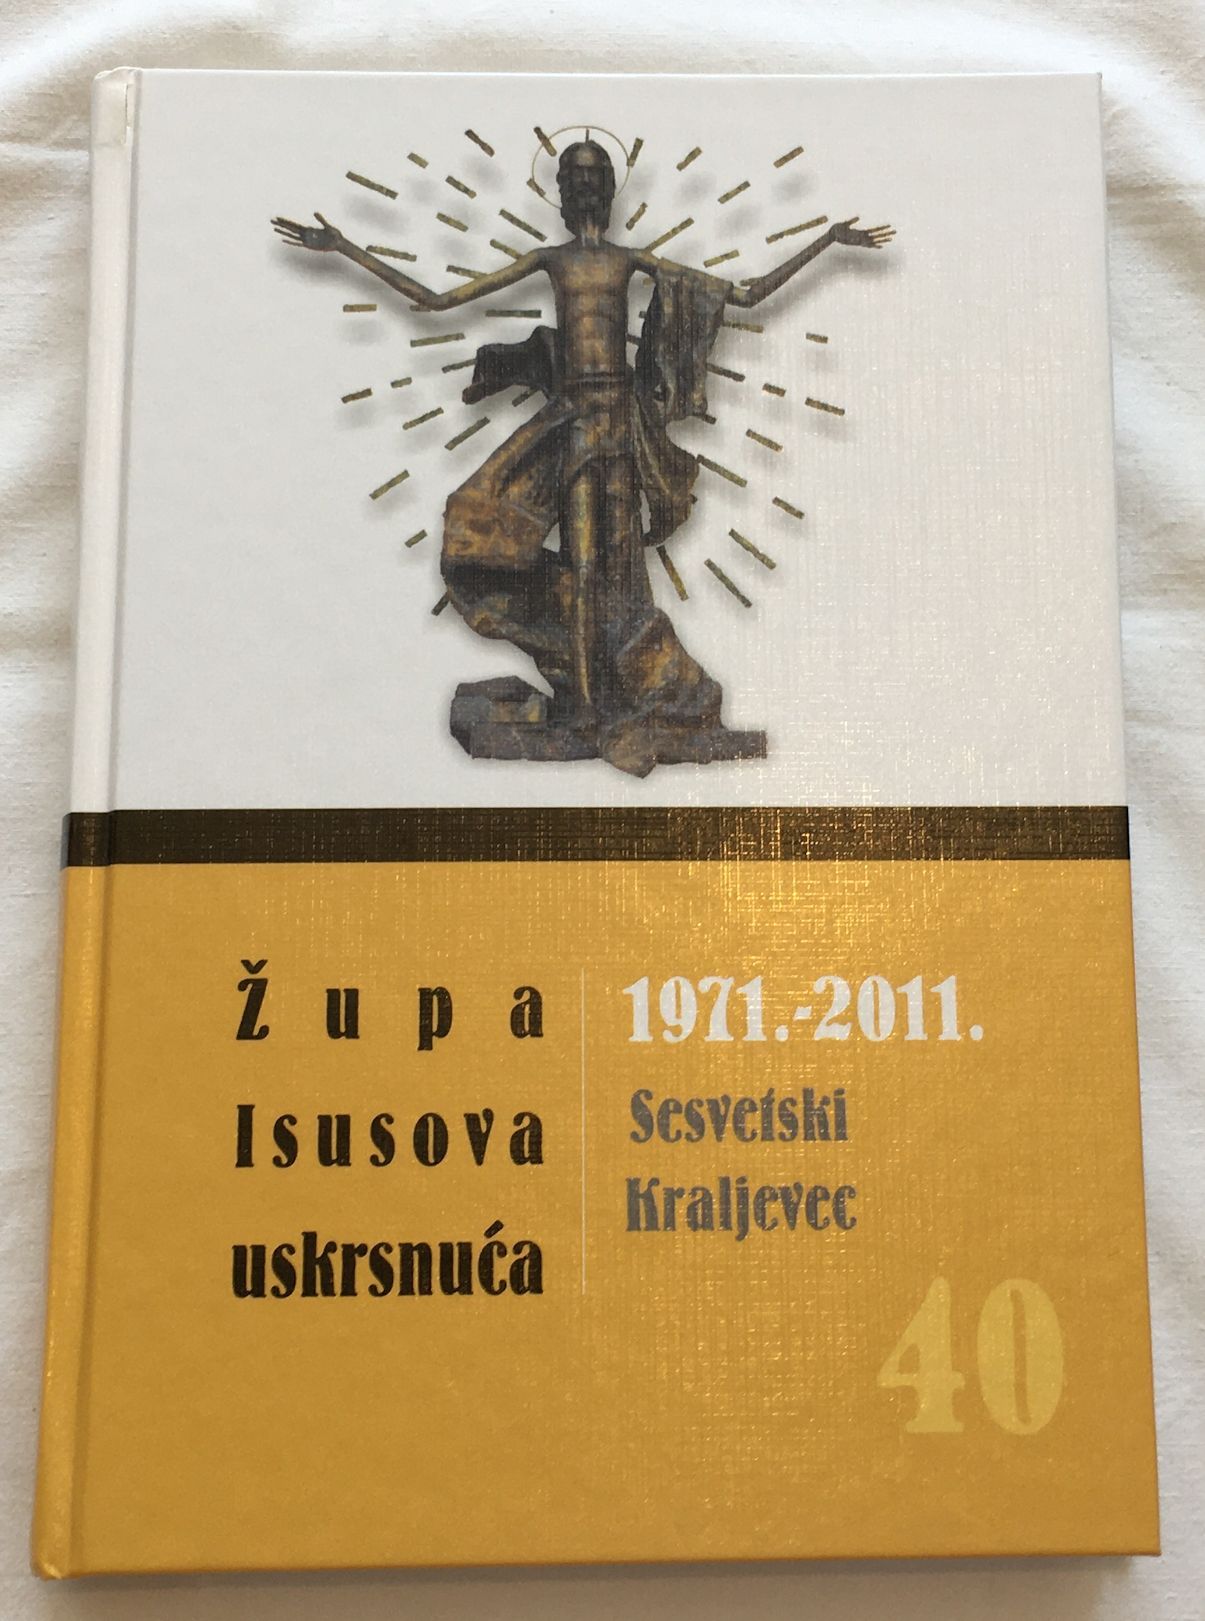 Župa
Isusova
uskrsnuća
1971.-2011.
Sesvetski
Kraljevec
40